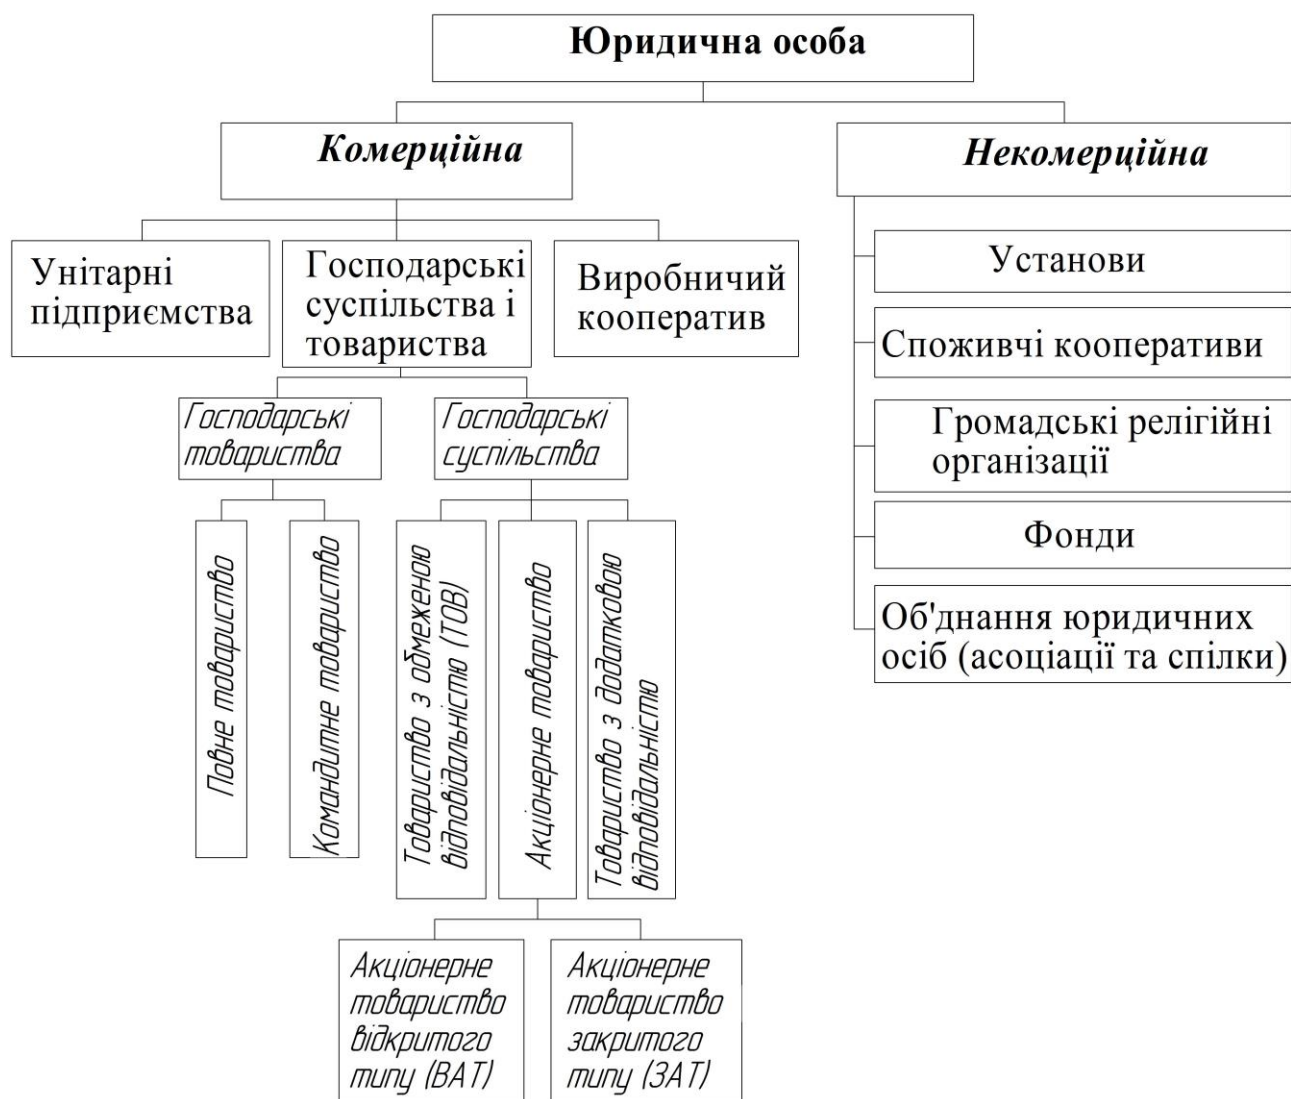 Юридична особа
Комерційна
Некомерційна
Унітарні
підприємства
Господарські
суспільства і
товариства
Виробничий
кооператив
Установи
Споживчі кооперативи
Громадські релігійні
організації
Фонди
Об'днання юридичних
осіб (асоціації та спілки)
Господарські
товариства
Господарські
суспільства
Повне товариство
Командитне товариство
Товариство з обмеженою
відповідальністю (ТОВ)
Акціонерне товариство
Товариство з додатковою
відповідальністю
Акціонерне
товариство
відкритого
типу (ВАТ)
Акціонерне
товариство
закритого
типу (ЗАТ)